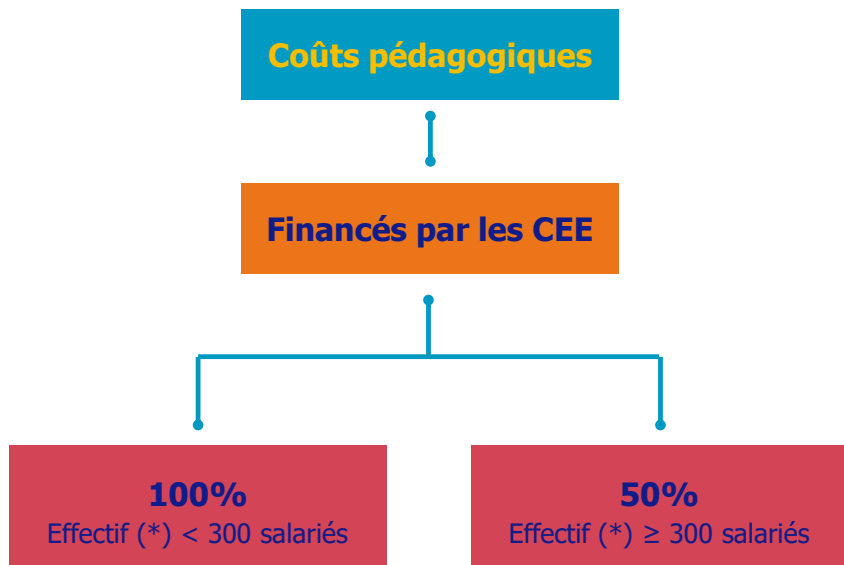 Coûts pédagogiques
Financés par les CEE
100%
Effectif (*) < 300 salariés
50%
Effectif (*) ≥ 300 salariés